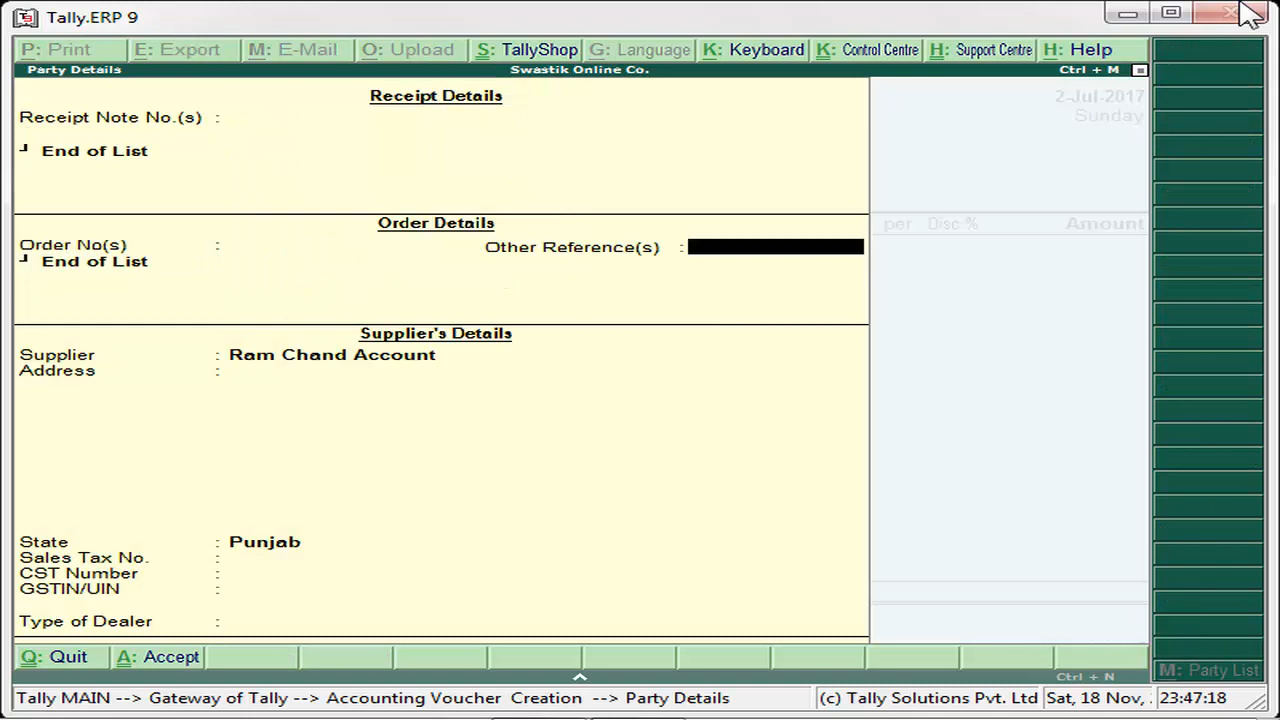 Tally.ERP 9
P: Print E: Export M: E-Mail O: Upload S: TallyShop G: Language K: Keyboard K: Control Centre H: Support Centre H: Help
Party Details Swastik Online Co. Ctrl + M
Receipt Details
2-Jul-2017
Receipt Note No.(s) :
Sunday
End of List
Order Details
per Disc % Amount
Order No(s) :
Other Reference(s) :
End of List
Supplier's Details
Supplier : Ram Chand Account
Address :
State : Punjab
Sales Tax No. :
CST Number :
GSTIN/UIN :
Type of Dealer :
Q: Quit A: Accept
M: Party List
Ctrl + N
Tally MAIN --> Gateway of Tally --> Accounting Voucher Creation --> Party Details (c) Tally Solutions Pvt. Ltd Sat, 18 Nov, 23:47:18